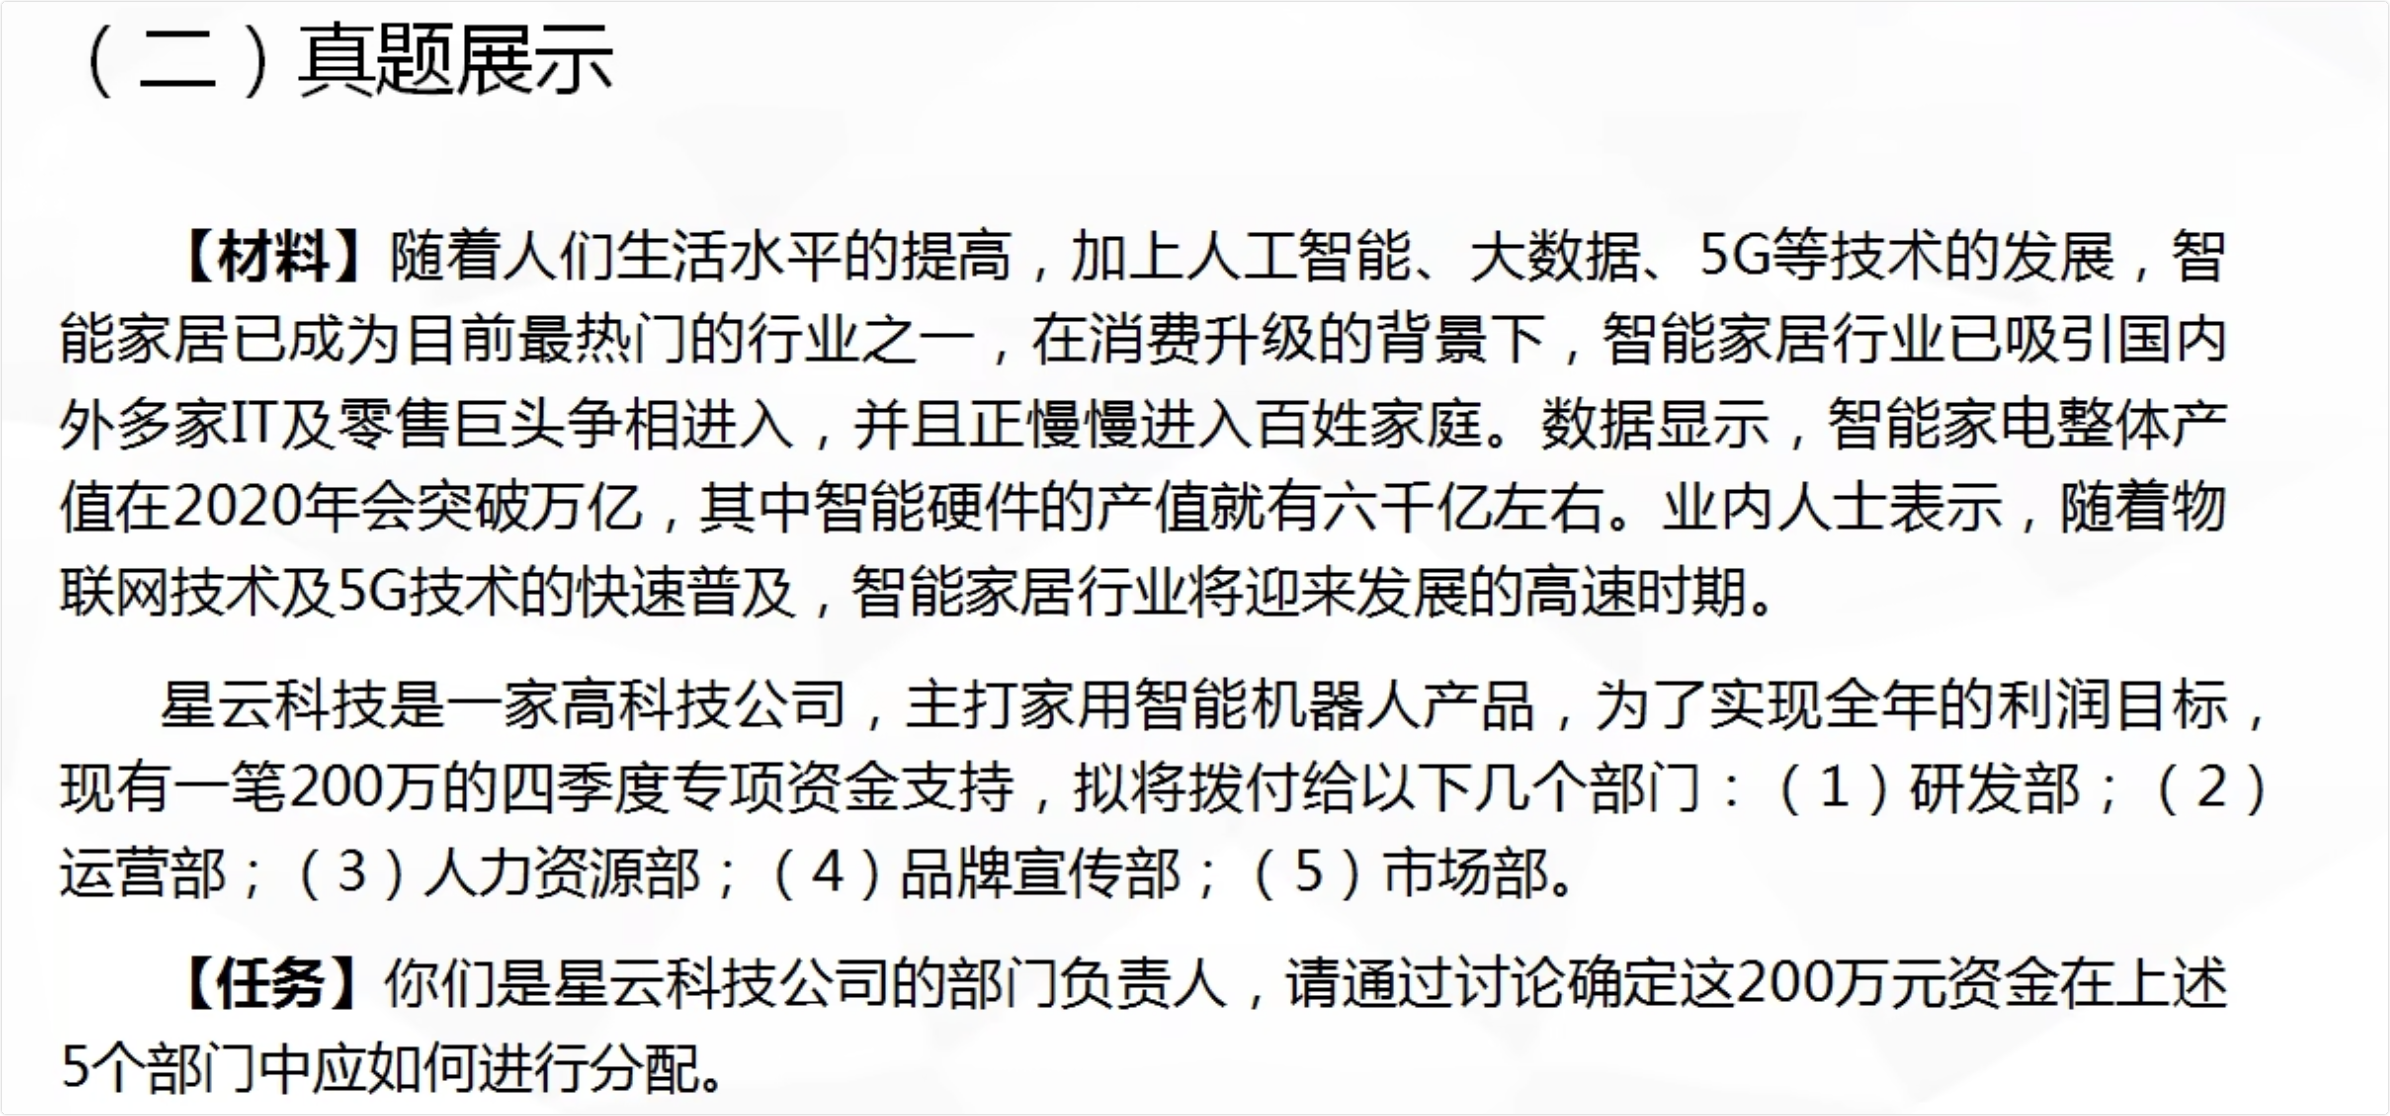 （二）真题展示
【材料】随着人们生活水平的提高，加上人工智能、大数据、5G等技术的发展，智
能家居已成为目前最热门的行业之一，在消费升级的背景下，智能家居行业已吸引国内
外多家IT及零售巨头争相进入，并且正慢慢进入百姓家庭。数据显示，智能家电整体产
值在2020年会突破万亿，其中智能硬件的产值就有六千亿左右。业内人士表示，随着物
联网技术及5G技术的快速普及，智能家居行业将迎来发展的高速时期。
星云科技是一家高科技公司，主打家用智能机器人产品，为了实现全年的利润目标，
现有一笔200万的四季度专项资金支持，拟将拨付给以下几个部门：（1）研发部；（2）
运营部；（3）人力资源部；（4）品牌宣传部；（5）市场部。
【任务】你们是星云科技公司的部门负责人，请通过讨论确定这200万元资金在上述
5个部门中应如何进行分配。